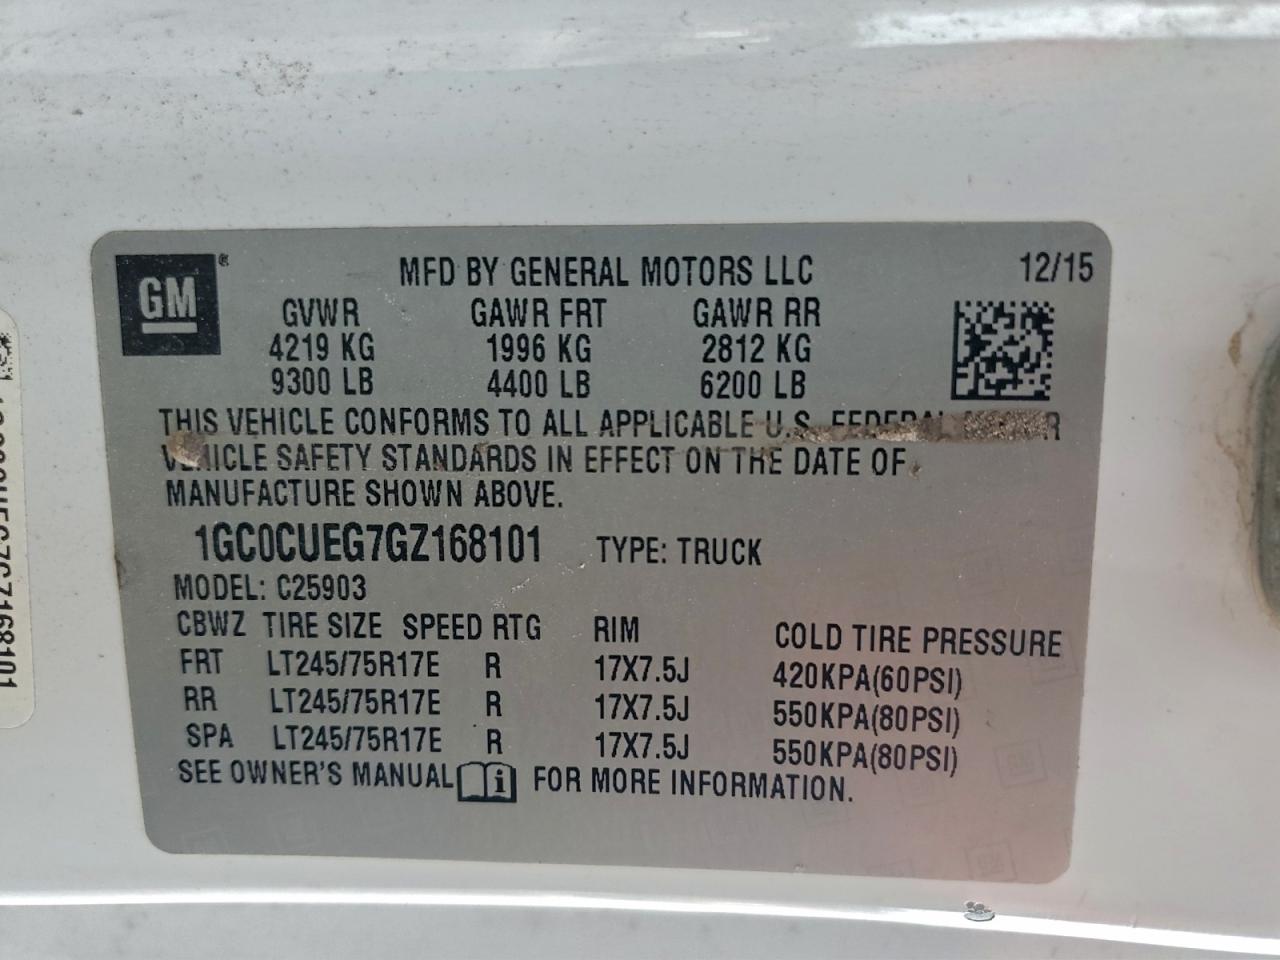 GM® MFD BY GENERAL MOTORS LLC 12/15
GVWR GAWR FRT GAWR RR
4219 KG 1996 KG 2812 KG
9300 LB 4400 LB 6200 LB
THIS VEHICLE CONFORMS TO ALL APPLICABLE U.S. FEDERAL
VEHICLE SAFETY STANDARDS IN EFFECT ON THE DATE OF
MANUFACTURE SHOWN ABOVE.
1GC0CUEG7GZ168101 TYPE: TRUCK
MODEL: C25903
CBWZ TIRE SIZE SPEED RTG RIM COLD TIRE PRESSURE
FRT LT245/75R17E R 17X7.5J 420KPA(60PSI)
RR LT245/75R17E R 17X7.5J 550KPA(80PSI)
SPA LT245/75R17E R 17X7.5J 550KPA(80PSI)
SEE OWNER'S MANUAL i FOR MORE INFORMATION.